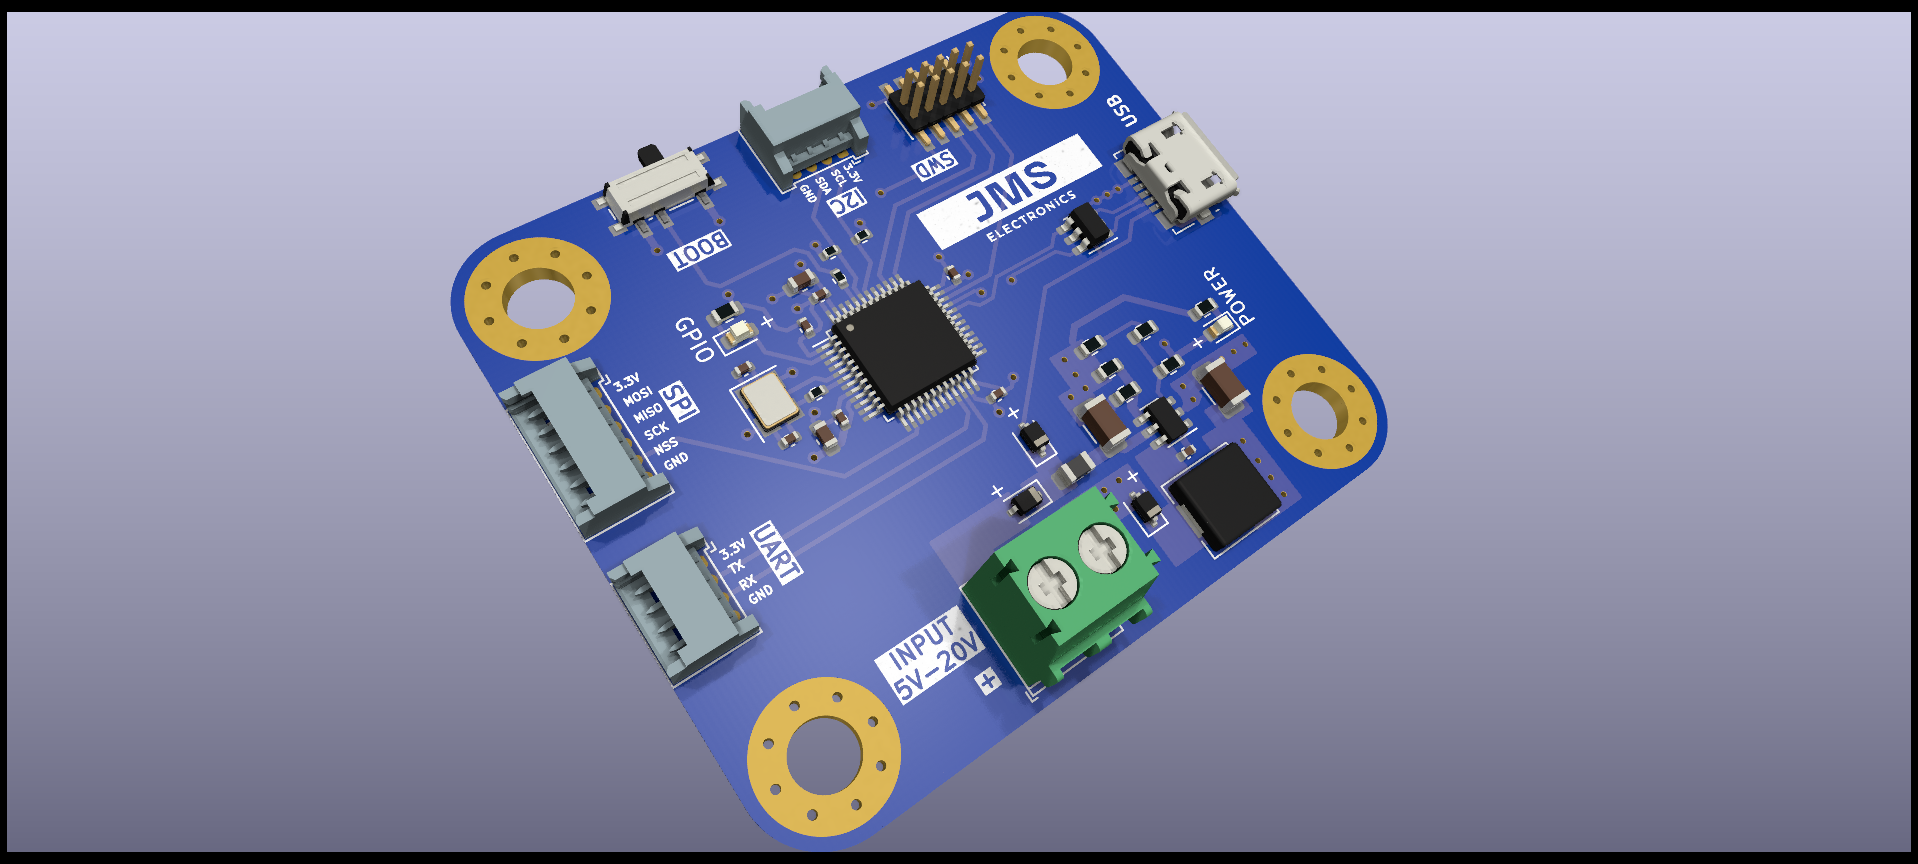 USB
SWD
JMS
ELECTRONICS
3.3V
SCL
SDA
GND
I2C
BOOT
GPIO
POWER
+
+
+
+
+
3.3V
MOSI
MISO
SCK
NSS
GND
SPI
3.3V
TX
RX
GND
UART
INPUT
5V-20V
+